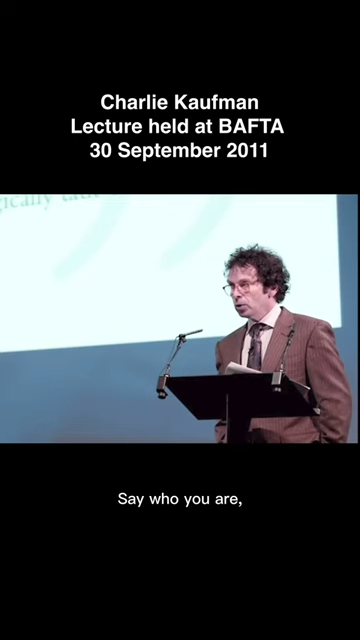 Charlie Kaufman
Lecture held at BAFTA
30 September 2011
Say who you are,